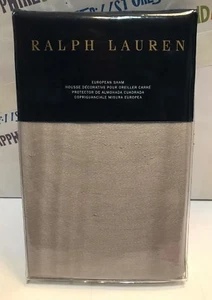 RALPH LAUREN
EUROPEAN SHAM
HOUSSE DÉCORATIVE POUR OREILLER CARRÉ
PROTECTOR DE ALMOHADA CUADRADA
COPRIGUANCIALE MISURA EUROPEA